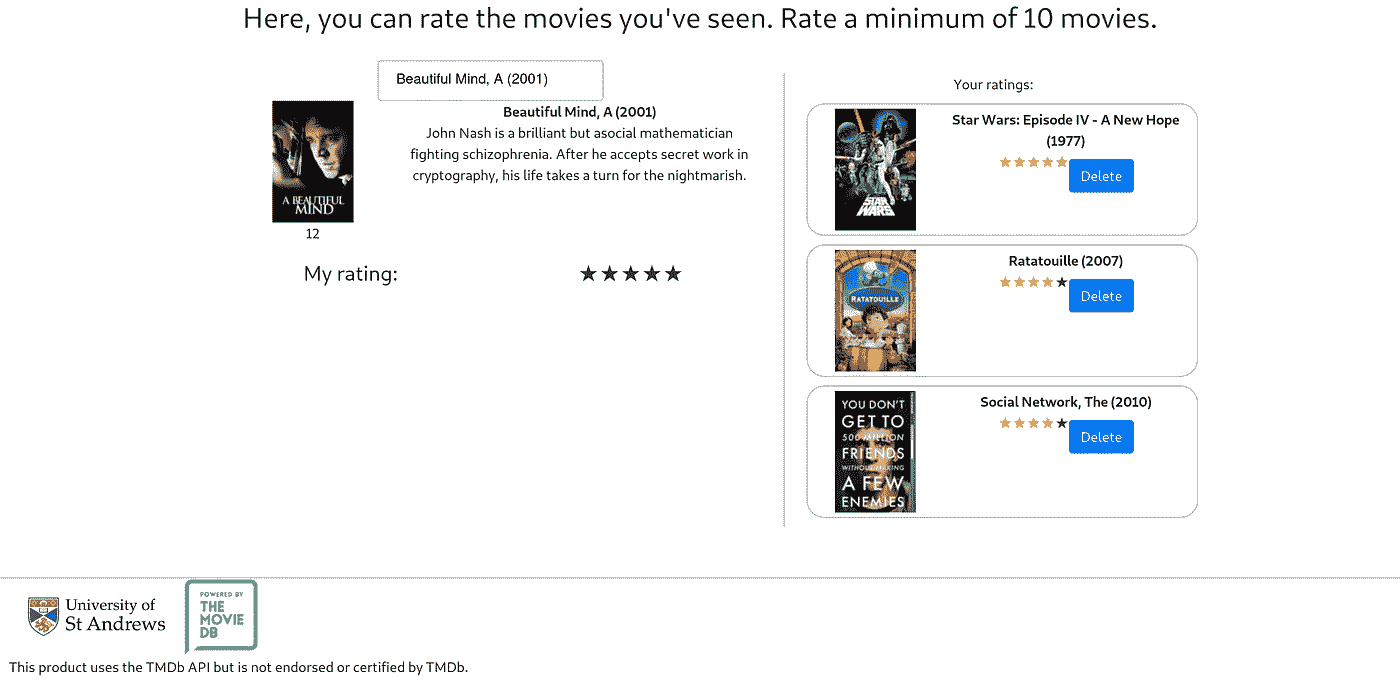 Here, you can rate the movies you've seen. Rate a minimum of 10 movies.
Beautiful Mind, A (2001)
Beautiful Mind, A (2001)
John Nash is a brilliant but asocial mathematician
fighting schizophrenia. After he accepts secret work in
cryptography, his life takes a turn for the nightmarish.
A BEAUTIFUL
MIND
12
My rating:
Your ratings:
Star Wars: Episode IV - A New Hope
(1977)
Delete
STAR
WARS
Ratatouille (2007)
Delete
RATATOUILLE
Social Network, The (2010)
Delete
YOU DON'T
GET TO
500 MILLION
FRIENDS
WITHOUT MAKING
A FEW
ENEMIES
University of
St Andrews
POWERED BY
THE
MOVIE
DB
This product uses the TMDb API but is not endorsed or certified by TMDb.